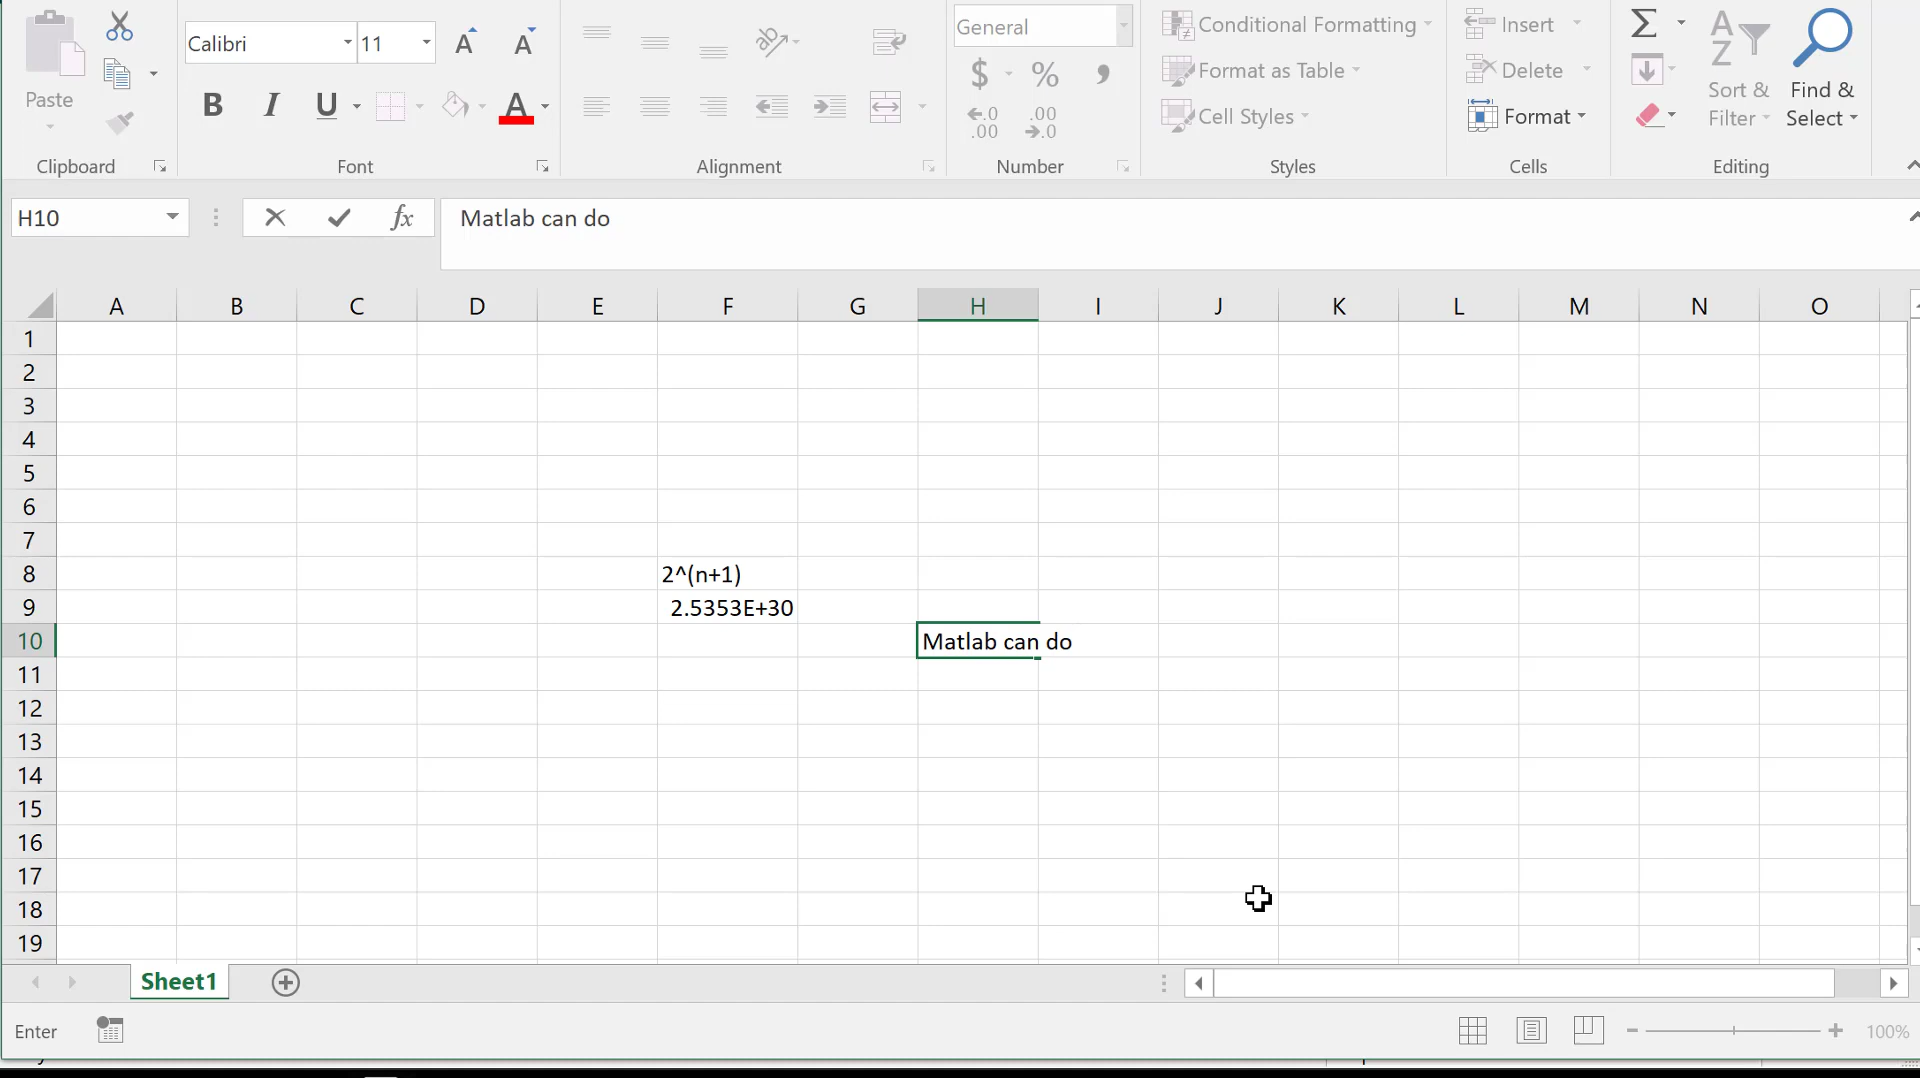 Calibri 11 General Conditional Formatting Insert
Paste $ % Format as Table Delete Sort & Find &
B I U A Cell Styles Format Filter Select
Clipboard Font Alignment Number Styles Cells Editing
H10 fx Matlab can do
A B C D E F G H I J K L M N O
1
2
3
4
5
6
7
8 2^(n+1)
9 2.5353E+30
10 Matlab can do
11
12
13
14
15
16
17
18
19
Sheet1
Enter 100%